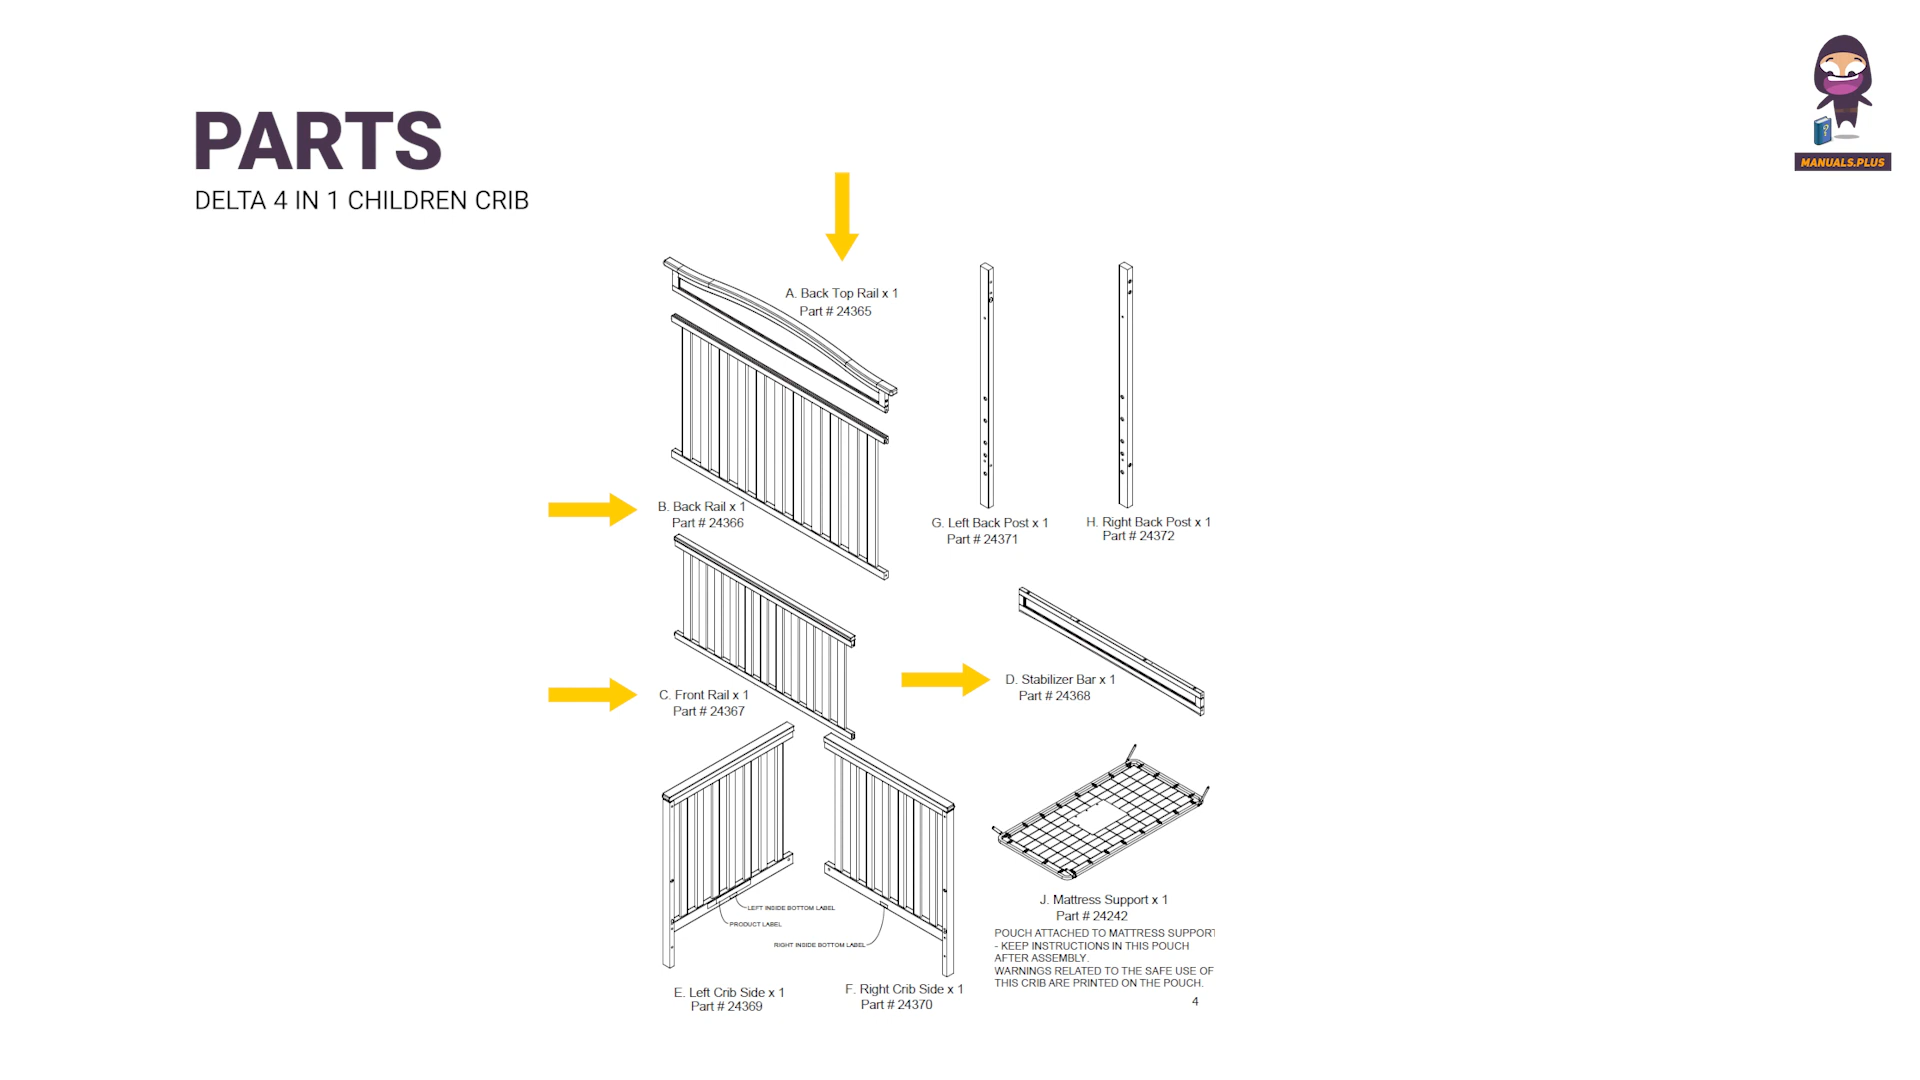 PARTS
DELTA 4 IN 1 CHILDREN CRIB
MANUALS.PLUS
A. Back Top Rail x 1
Part # 24365
B. Back Rail x 1
Part # 24366
G. Left Back Post x 1
Part # 24371
H. Right Back Post x 1
Part # 24372
C. Front Rail x 1
Part # 24367
D. Stabilizer Bar x 1
Part # 24368
LEFT INSIDE BOTTOM LABEL
PRODUCT LABEL
RIGHT INSIDE BOTTOM LABEL
E. Left Crib Side x 1
Part # 24369
F. Right Crib Side x 1
Part # 24370
J. Mattress Support x 1
Part # 24242
POUCH ATTACHED TO MATTRESS SUPPORT
- KEEP INSTRUCTIONS IN THIS POUCH
AFTER ASSEMBLY.
WARNINGS RELATED TO THE SAFE USE OF
THIS CRIB ARE PRINTED ON THE POUCH.
4